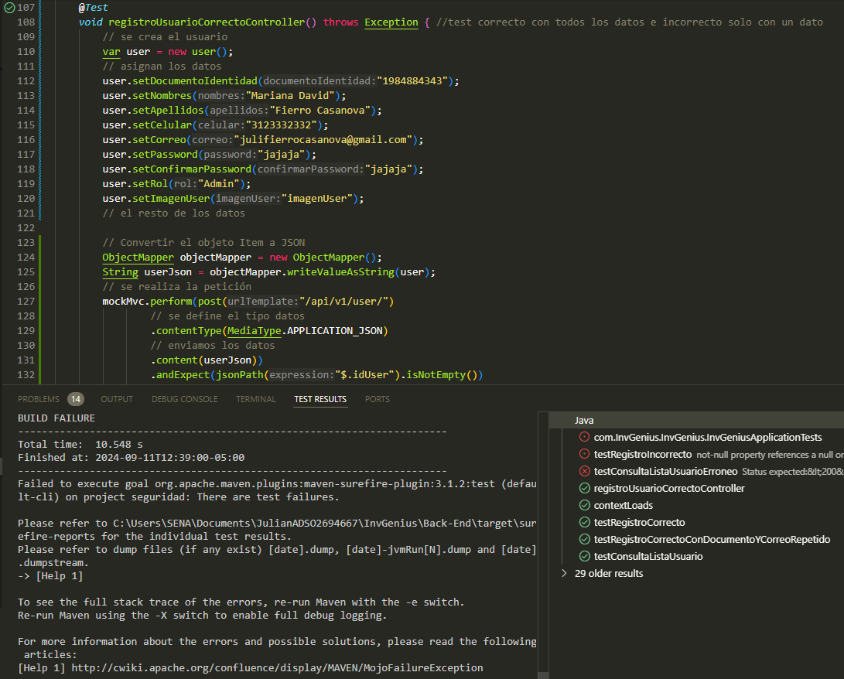 107 @Test
108 void registroUsuarioCorrectoController() throws Exception { //test correcto con todos los datos e incorrecto solo con un dato
109 // se crea el usuario
110 var user = new user();
111 // asignan los datos
112 user.setDocumentoIdentidad(documentoIdentidad:"1984884343");
113 user.setNombres(nombres:"Mariana David");
114 user.setApellidos(apellidos:"Fierro Casanova");
115 user.setCelular(celular:"3123332332");
116 user.setCorreo(correo:"julifierrocasanova@gmail.com");
117 user.setPassword(password:"jajaja");
118 user.setConfirmarPassword(confirmarPassword:"jajaja");
119 user.setRol(rol:"Admin");
120 user.setImagenUser(imagenUser:"imagenUser");
121 // el resto de los datos
122
123 // Convertir el objeto Item a JSON
124 ObjectMapper objectMapper = new ObjectMapper();
125 String userJson = objectMapper.writeValueAsString(user);
126 // se realiza la petición
127 mockMvc.perform(post(urlTemplate:"/api/v1/user/")
128 // se define el tipo datos
129 .contentType(MediaType.APPLICATION_JSON)
130 // enviamos los datos
131 .content(userJson))
132 .andExpect(jsonPath(expression:"$.idUser").isNotEmpty())
PROBLEMS 14 OUTPUT DEBUG CONSOLE TERMINAL TEST RESULTS PORTS
BUILD FAILURE
------------------------------------------------------------------------
Total time:  10.548 s
Finished at: 2024-09-11T12:39:00-05:00
------------------------------------------------------------------------
Failed to execute goal org.apache.maven.plugins:maven-surefire-plugin:3.1.2:test (defau
lt-cli) on project seguridad: There are test failures.

Please refer to C:\Users\SENA\Documents\JulianADSO2694667\InvGenius\Back-End\target\sur
efire-reports for the individual test results.
Please refer to dump files (if any exist) [date].dump, [date]-jvmRun[N].dump and [date]
.dumpstream.
-> [Help 1]

To see the full stack trace of the errors, re-run Maven with the -e switch.
Re-run Maven using the -X switch to enable full debug logging.

For more information about the errors and possible solutions, please read the following
 articles:
[Help 1] http://cwiki.apache.org/confluence/display/MAVEN/MojoFailureException
Java
com.InvGenius.InvGenius.InvGeniusApplicationTests
testRegistroIncorrecto not-null property references a null or
testConsultaListaUsuarioErroneo Status expected:&lt;200&
registroUsuarioCorrectoController
contextLoads
testRegistroCorrecto
testRegistroCorrectoConDocumentoYCorreoRepetido
testConsultaListaUsuario
29 older results